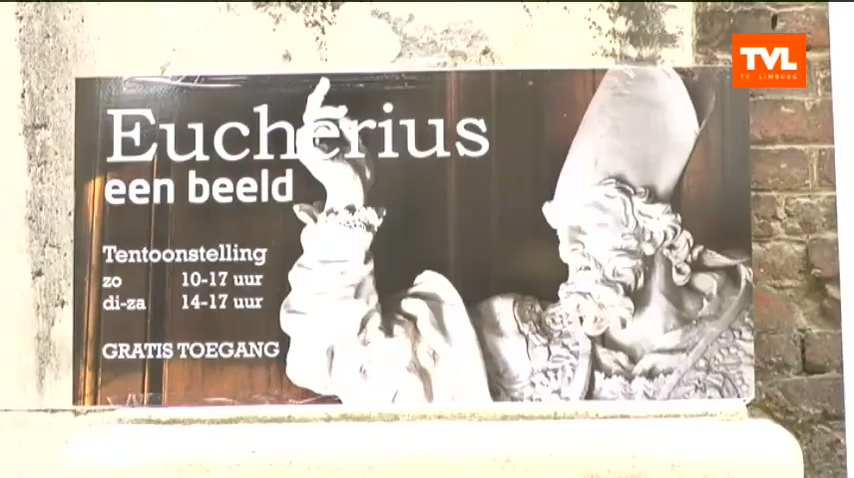 TVL
TV LIMBURG
Eucherius
een beeld
Tentoonstelling
zo 10-17 uur
di-za 14-17 uur
GRATIS TOEGANG